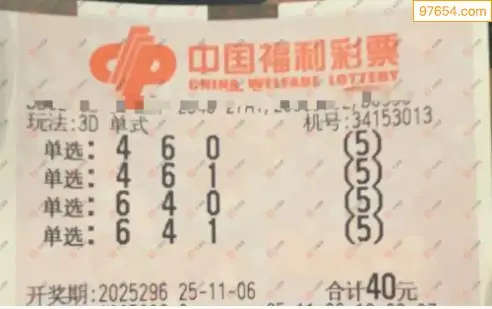 97654.com
中国福利彩票
CHINA WELFARE LOTTERY
玩法:3D 单式 机号:34153013
单选: 4 6 0 (5)
单选: 4 6 1 (5)
单选: 6 4 0 (5)
单选: 6 4 1 (5)
开奖期:2025296 25-11-06 合计40元